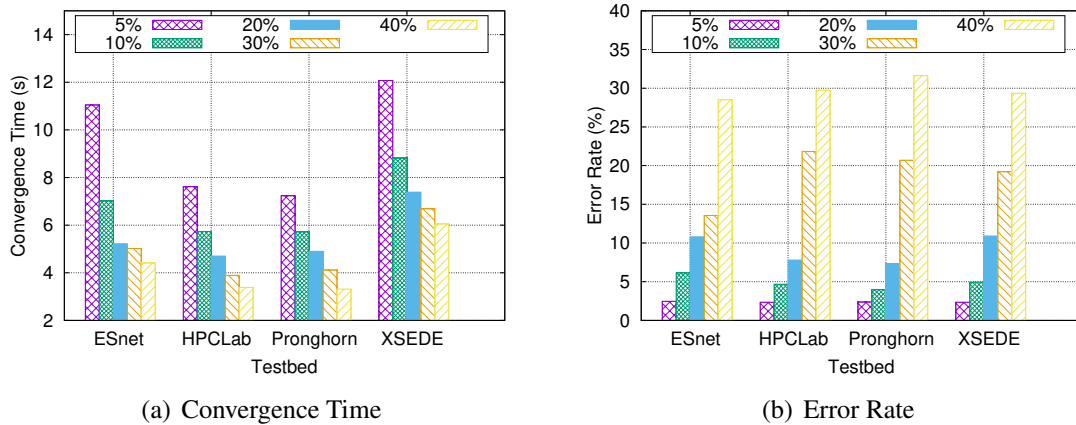 14
12
10
8
6
4
2
Convergence Time (s)
5%
10%
20%
30%
40%
ESnet
HPCLab
Pronghorn
XSEDE
Testbed
(a) Convergence Time
40
35
30
25
20
15
10
5
0
Error Rate (%)
5%
10%
20%
30%
40%
ESnet
HPCLab
Pronghorn
XSEDE
Testbed
(b) Error Rate